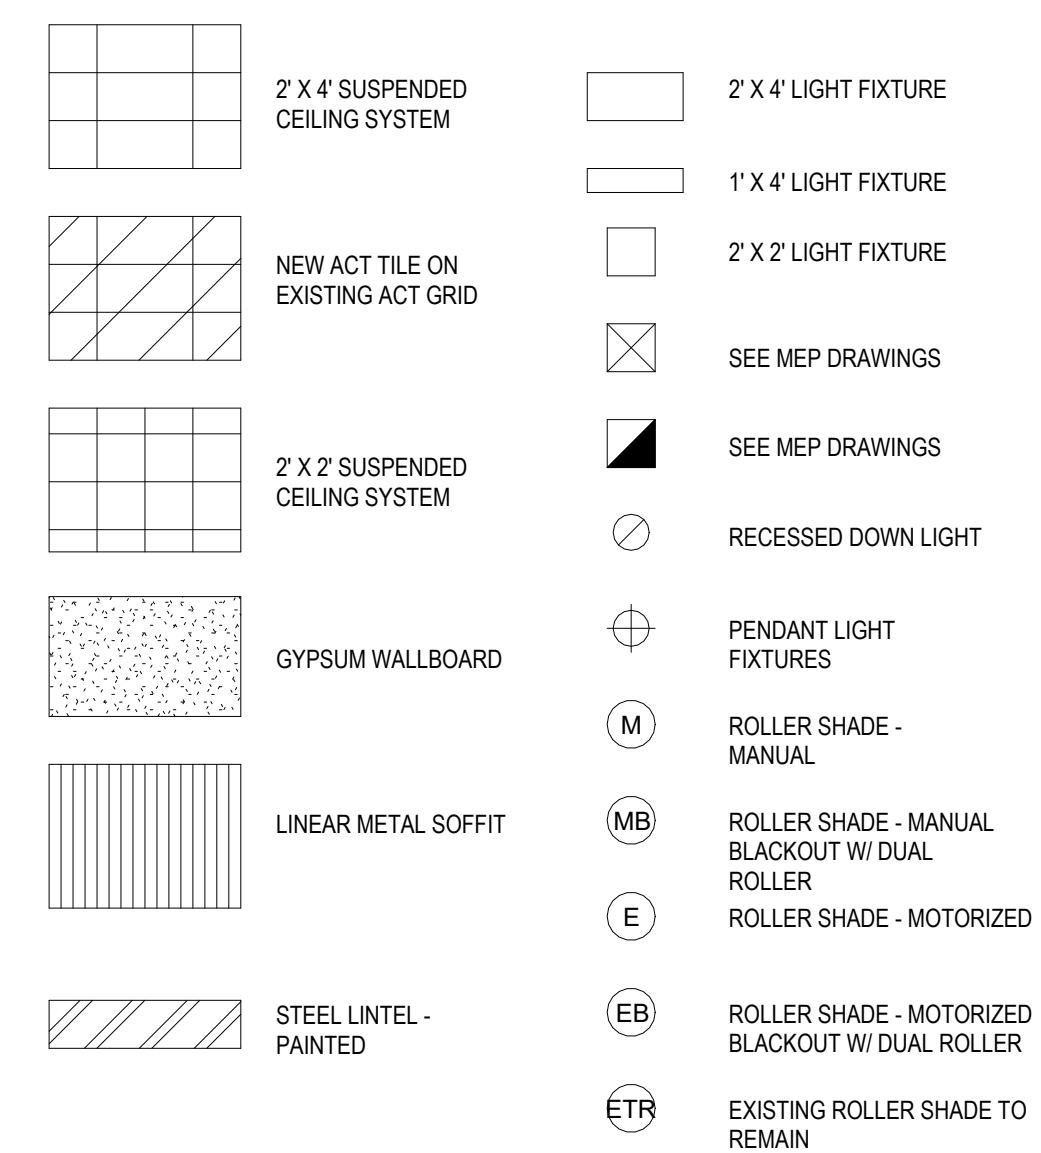 2' X 4' SUSPENDED
CEILING SYSTEM
NEW ACT TILE ON
EXISTING ACT GRID
2' X 2' SUSPENDED
CEILING SYSTEM
GYPSUM WALLBOARD
LINEAR METAL SOFFIT
STEEL LINTEL -
PAINTED
2' X 4' LIGHT FIXTURE
1' X 4' LIGHT FIXTURE
2' X 2' LIGHT FIXTURE
SEE MEP DRAWINGS
SEE MEP DRAWINGS
RECESSED DOWN LIGHT
PENDANT LIGHT
FIXTURES
M ROLLER SHADE -
MANUAL
MB ROLLER SHADE - MANUAL
BLACKOUT W/ DUAL
ROLLER
E ROLLER SHADE - MOTORIZED
EB ROLLER SHADE - MOTORIZED
BLACKOUT W/ DUAL ROLLER
ETR EXISTING ROLLER SHADE TO
REMAIN